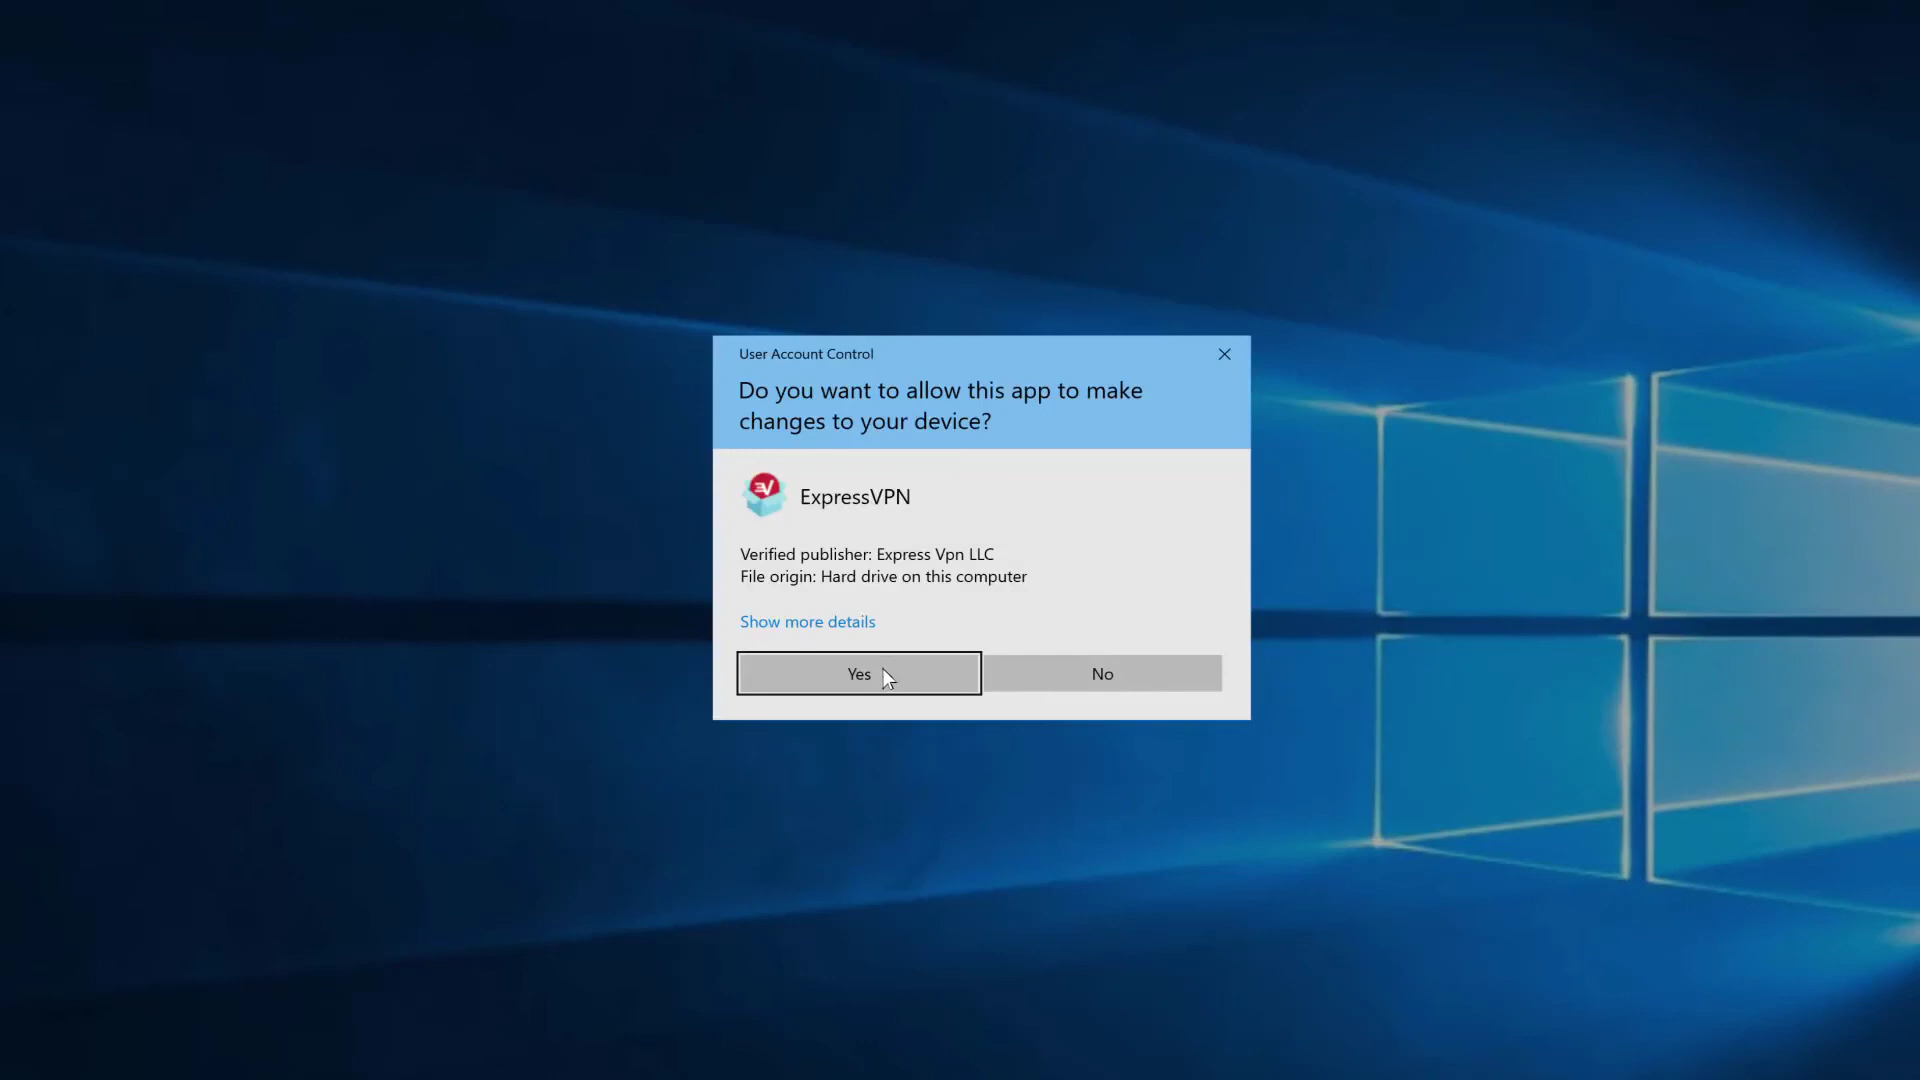 User Account Control
Do you want to allow this app to make
changes to your device?
ExpressVPN
Verified publisher: Express Vpn LLC
File origin: Hard drive on this computer
Show more details
Yes
No